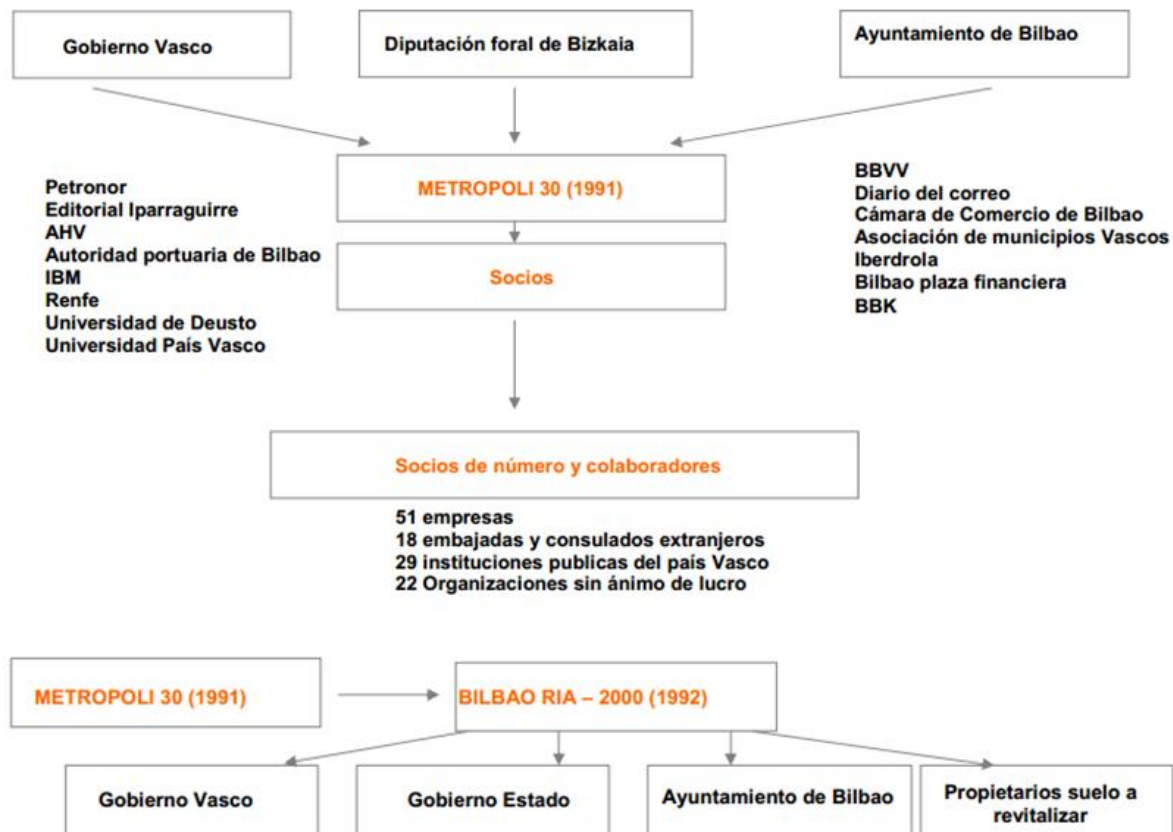 Gobierno Vasco
Diputación foral de Bizkaia
Ayuntamiento de Bilbao
METROPOLI 30 (1991)
Petronor
Editorial Iparraguirre
AHV
Autoridad portuaria de Bilbao
IBM
Renfe
Universidad de Deusto
Universidad País Vasco
Socios
BBVV
Diario del correo
Cámara de Comercio de Bilbao
Asociación de municipios Vascos
Iberdrola
Bilbao plaza financiera
BBK
Socios de número y colaboradores
51 empresas
18 embajadas y consulados extranjeros
29 instituciones publicas del país Vasco
22 Organizaciones sin ánimo de lucro
METROPOLI 30 (1991)
BILBAO RIA – 2000 (1992)
Gobierno Vasco
Gobierno Estado
Ayuntamiento de Bilbao
Propietarios suelo a
revitalizar